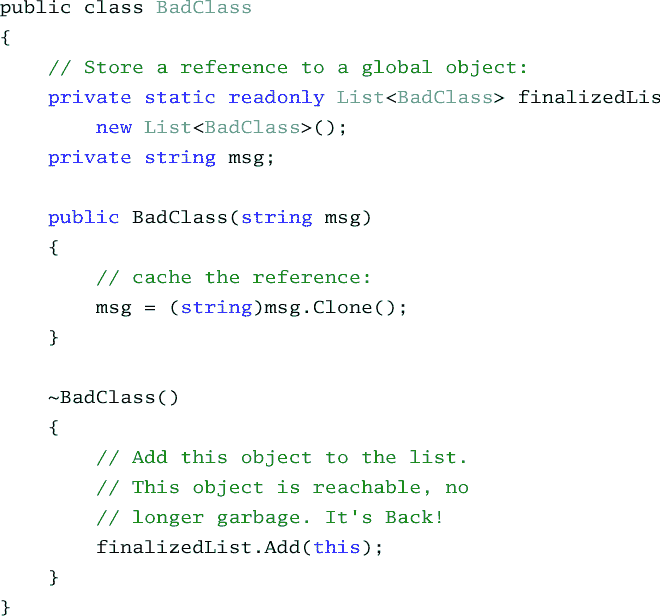 public class BadClass
{
    // Store a reference to a global object:
    private static readonly List<BadClass> finalizedLis
        new List<BadClass>();
    private string msg;

    public BadClass(string msg)
    {
        // cache the reference:
        msg = (string)msg.Clone();
    }

    ~BadClass()
    {
        // Add this object to the list.
        // This object is reachable, no
        // longer garbage. It's Back!
        finalizedList.Add(this);
    }
}